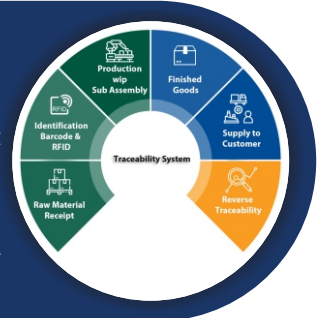 Production
wip
Sub Assembly
Finished
Goods
RFID
Identification
Barcode &
RFID
Supply to
Customer
Traceability System
Raw Material
Receipt
Reverse
Traceability